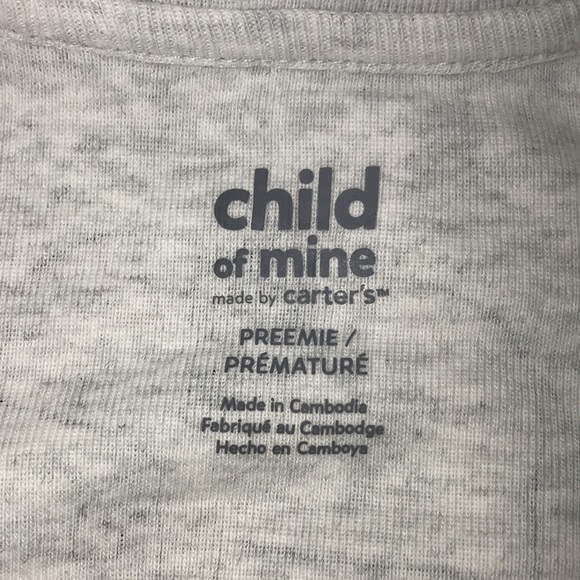 child
of mine
made by carter's™
PREEMIE /
PRÉMATURÉ
Made in Cambodia
Fabriqué au Cambodge
Hecho en Camboya